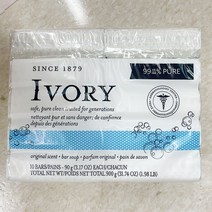 SINCE 1879
99.44% PURE
IVORY
safe, pure clean trusted for generations
nettoyant pur et sans danger; de confiance
depuis des générations
original scent • bar soap • parfum original • pain de savon
10 BARS/PAINS - 90 g (3.17 OZ) EACH/CHACUN
TOTAL NET WT/POIDS NET TOTAL 900 g (31.74 OZ) (1.98 LB)